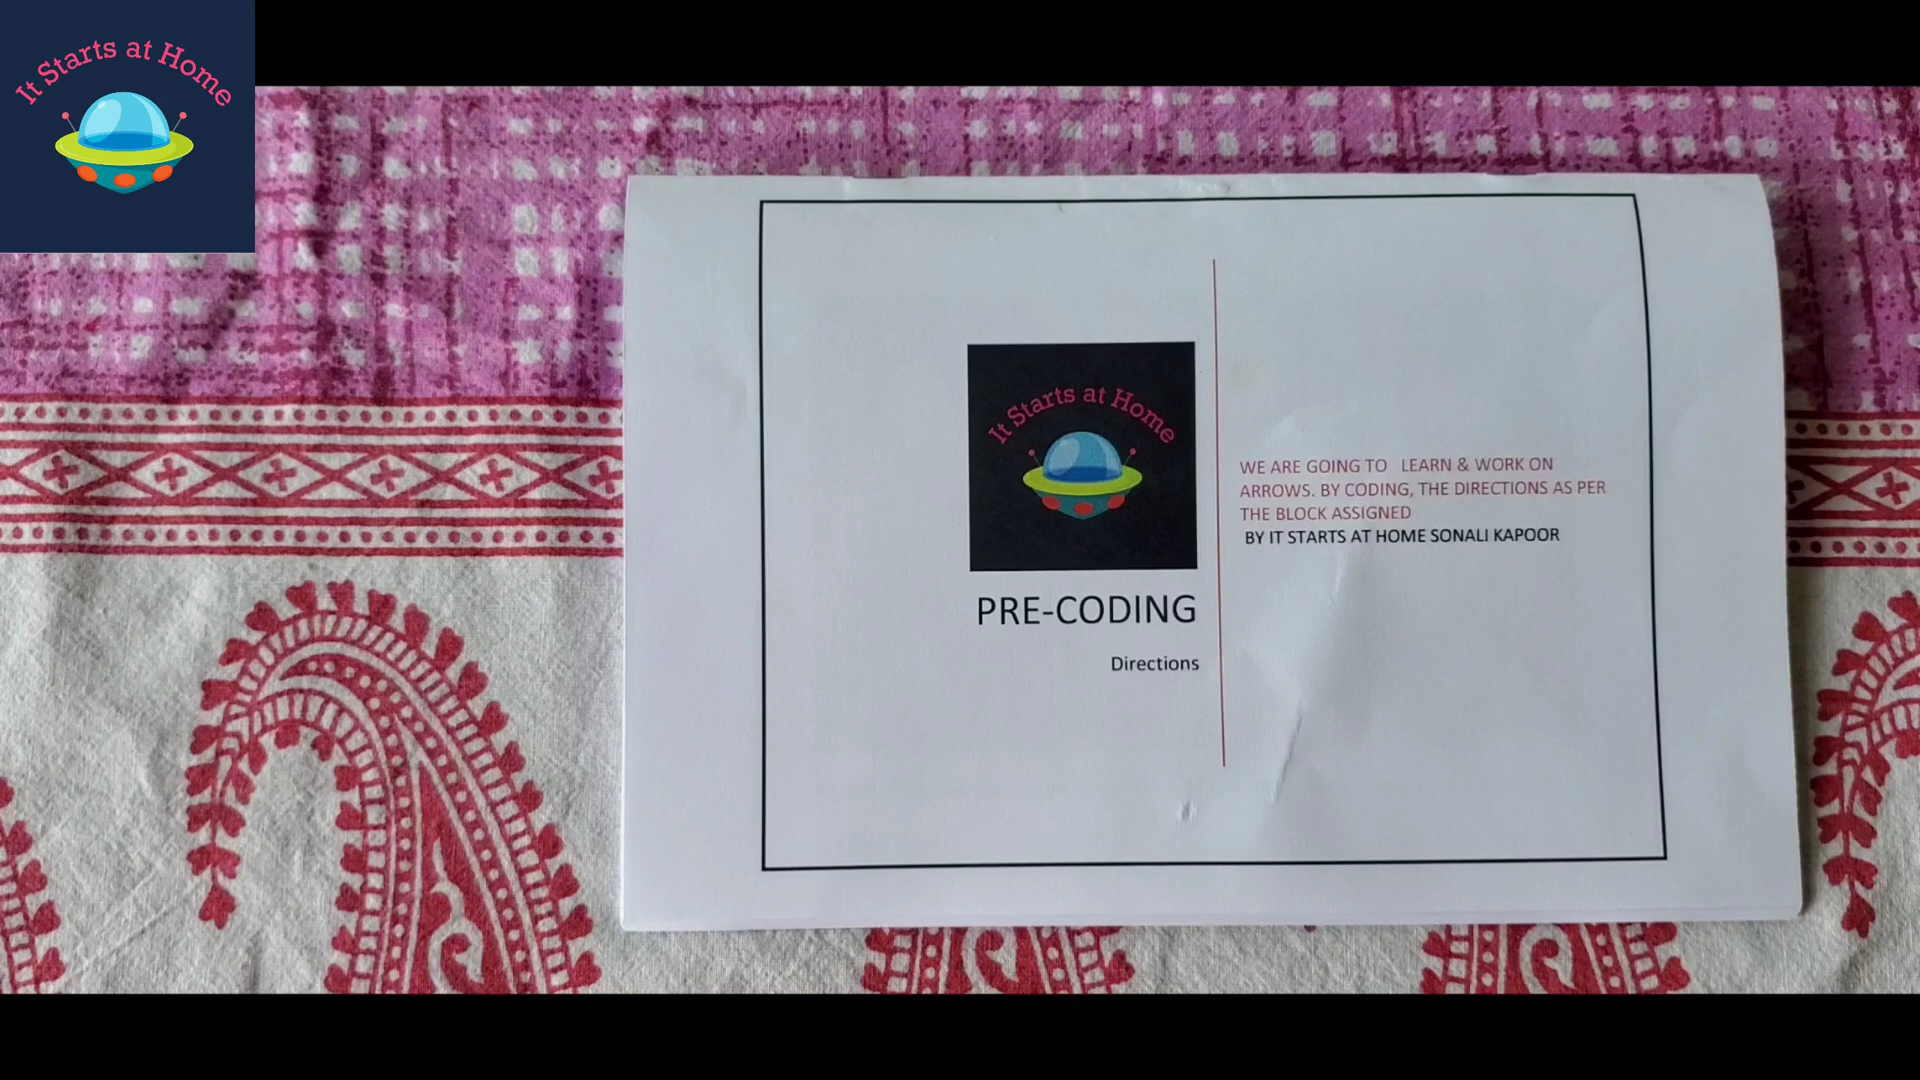 It Starts at Home
It Starts at Home
PRE-CODING
Directions
WE ARE GOING TO LEARN & WORK ON
ARROWS. BY CODING, THE DIRECTIONS AS PER
THE BLOCK ASSIGNED
BY IT STARTS AT HOME SONALI KAPOOR